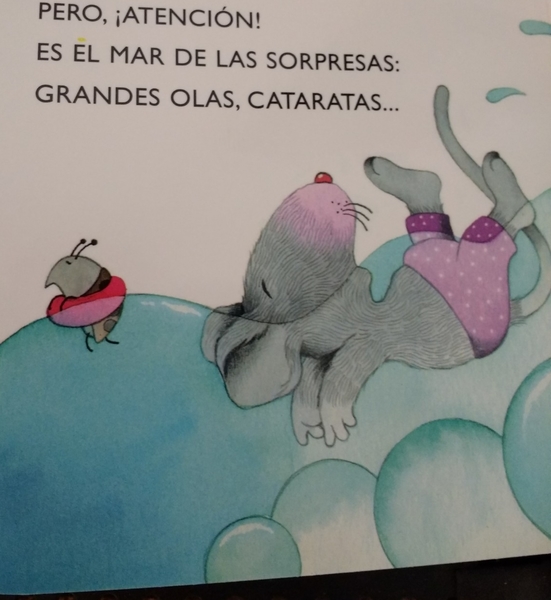 PERO, ¡ATENCIÓN!
ES EL MAR DE LAS SORPRESAS:
GRANDES OLAS, CATARATAS...